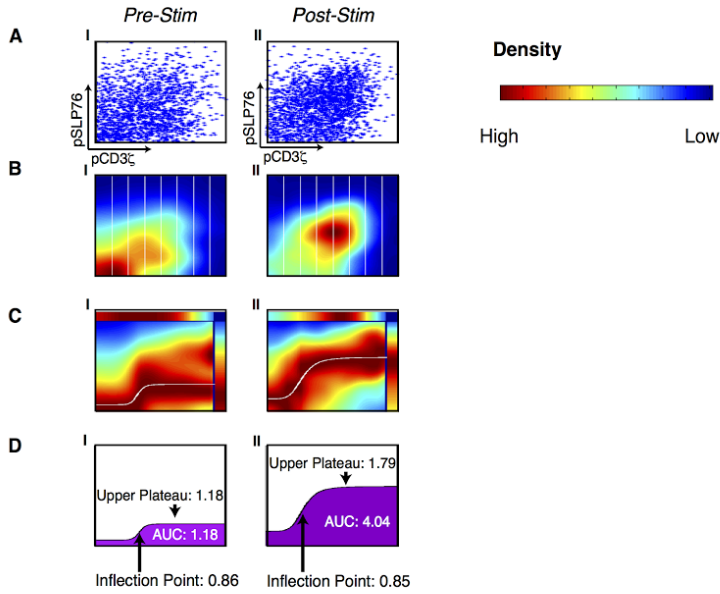 Pre-Stim
Post-Stim
A
I
II
pSLP76
pCD3ζ
pSLP76
Density
High
Low
B
I
II
C
I
II
D
I
II
Upper Plateau: 1.18
AUC: 1.18
Inflection Point: 0.86
Upper Plateau: 1.79
AUC: 4.04
Inflection Point: 0.85